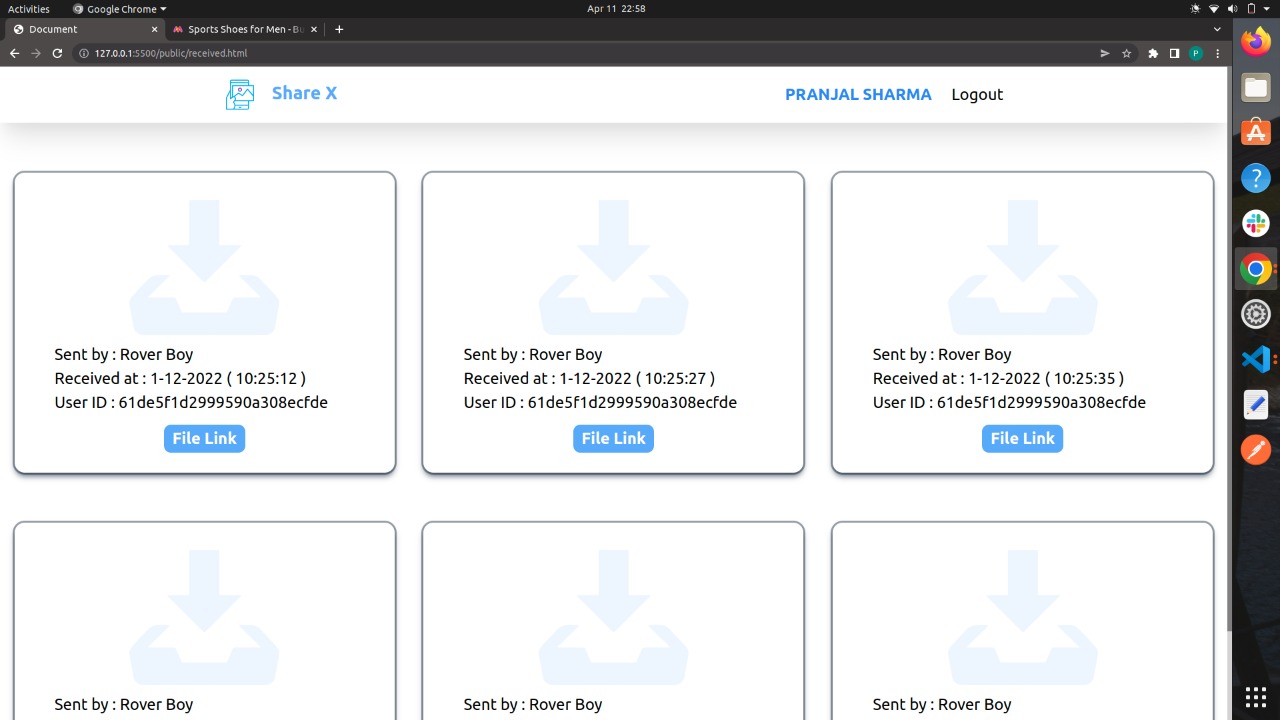 Activities
Google Chrome
Apr 11 22:58
Document
Sports Shoes for Men - Bu
127.0.0.1:5500/public/received.html
P
Share X
PRANJAL SHARMA
Logout
Sent by : Rover Boy
Received at : 1-12-2022 ( 10:25:12 )
User ID : 61de5f1d2999590a308ecfde
File Link
Sent by : Rover Boy
Received at : 1-12-2022 ( 10:25:27 )
User ID : 61de5f1d2999590a308ecfde
File Link
Sent by : Rover Boy
Received at : 1-12-2022 ( 10:25:35 )
User ID : 61de5f1d2999590a308ecfde
File Link
Sent by : Rover Boy
Sent by : Rover Boy
Sent by : Rover Boy